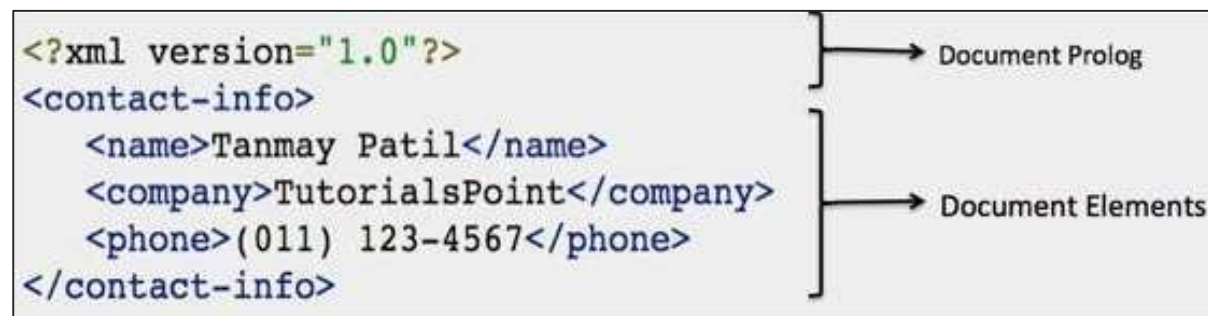 <?xml version="1.0"?>
Document Prolog
<contact-info>
<name>Tanmay Patil</name>
<company>TutorialsPoint</company>
<phone>(011) 123-4567</phone>
</contact-info>
Document Elements